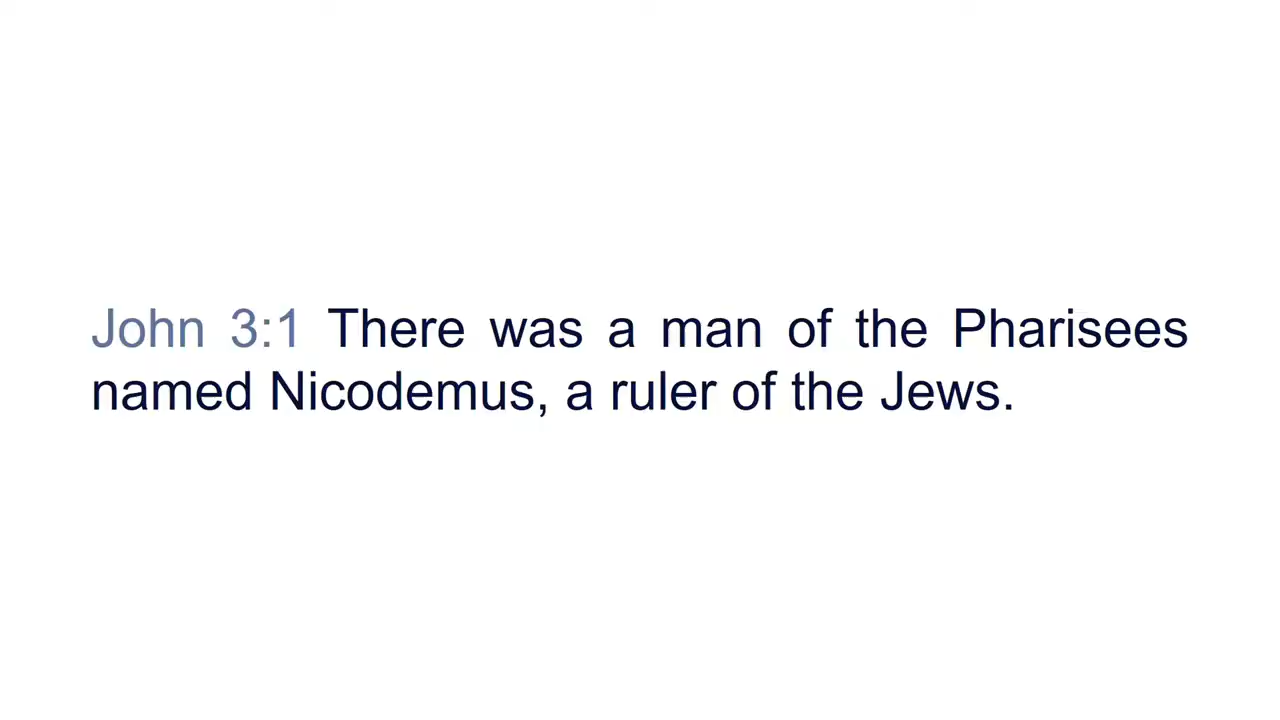 John 3:1 There was a man of the Pharisees
named Nicodemus, a ruler of the Jews.